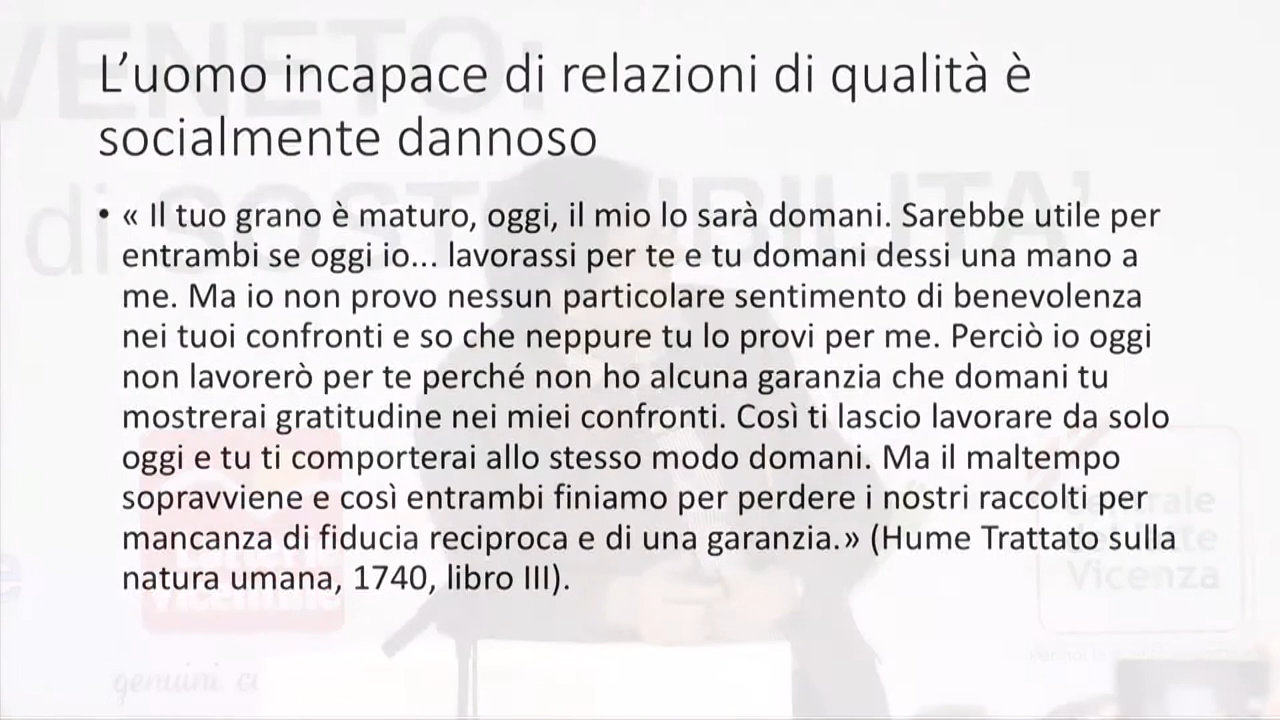 L’uomo incapace di relazioni di qualità è
socialmente dannoso
• « Il tuo grano è maturo, oggi, il mio lo sarà domani. Sarebbe utile per
entrambi se oggi io... lavorassi per te e tu domani dessi una mano a
me. Ma io non provo nessun particolare sentimento di benevolenza
nei tuoi confronti e so che neppure tu lo provi per me. Perciò io oggi
non lavorerò per te perché non ho alcuna garanzia che domani tu
mostrerai gratitudine nei miei confronti. Così ti lascio lavorare da solo
oggi e tu ti comporterai allo stesso modo domani. Ma il maltempo
sopravviene e così entrambi finiamo per perdere i nostri raccolti per
mancanza di fiducia reciproca e di una garanzia.» (Hume Trattato sulla
natura umana, 1740, libro III).
VENETO:
di
Vicenza
genuini